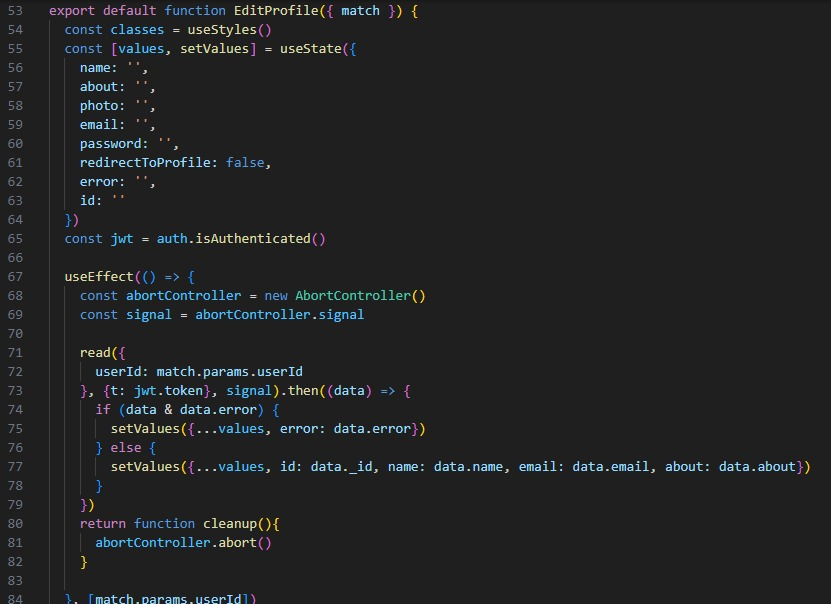 53 export default function EditProfile({ match }) {
54 const classes = useStyles()
55 const [values, setValues] = useState({
56 name: '',
57 about: '',
58 photo: '',
59 email: '',
60 password: '',
61 redirectToProfile: false,
62 error: '',
63 id: ''
64 })
65 const jwt = auth.isAuthenticated()
66
67 useEffect(() => {
68 const abortController = new AbortController()
69 const signal = abortController.signal
70
71 read({
72 userId: match.params.userId
73 }, {t: jwt.token}, signal).then((data) => {
74 if (data & data.error) {
75 setValues({...values, error: data.error})
76 } else {
77 setValues({...values, id: data._id, name: data.name, email: data.email, about: data.about})
78 }
79 })
80 return function cleanup(){
81 abortController.abort()
82 }
83
84 }, [match.params.userId])